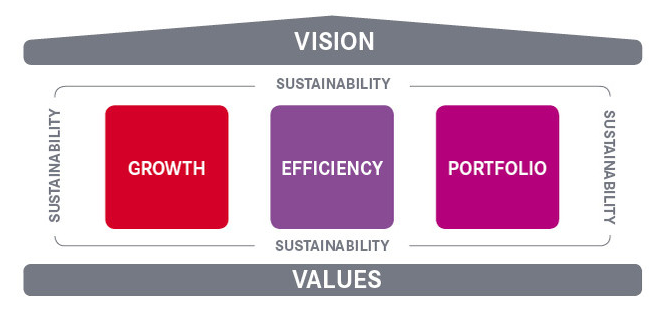 VISION
SUSTAINABILITY
SUSTAINABILITY
GROWTH
EFFICIENCY
PORTFOLIO
SUSTAINABILITY
SUSTAINABILITY
VALUES